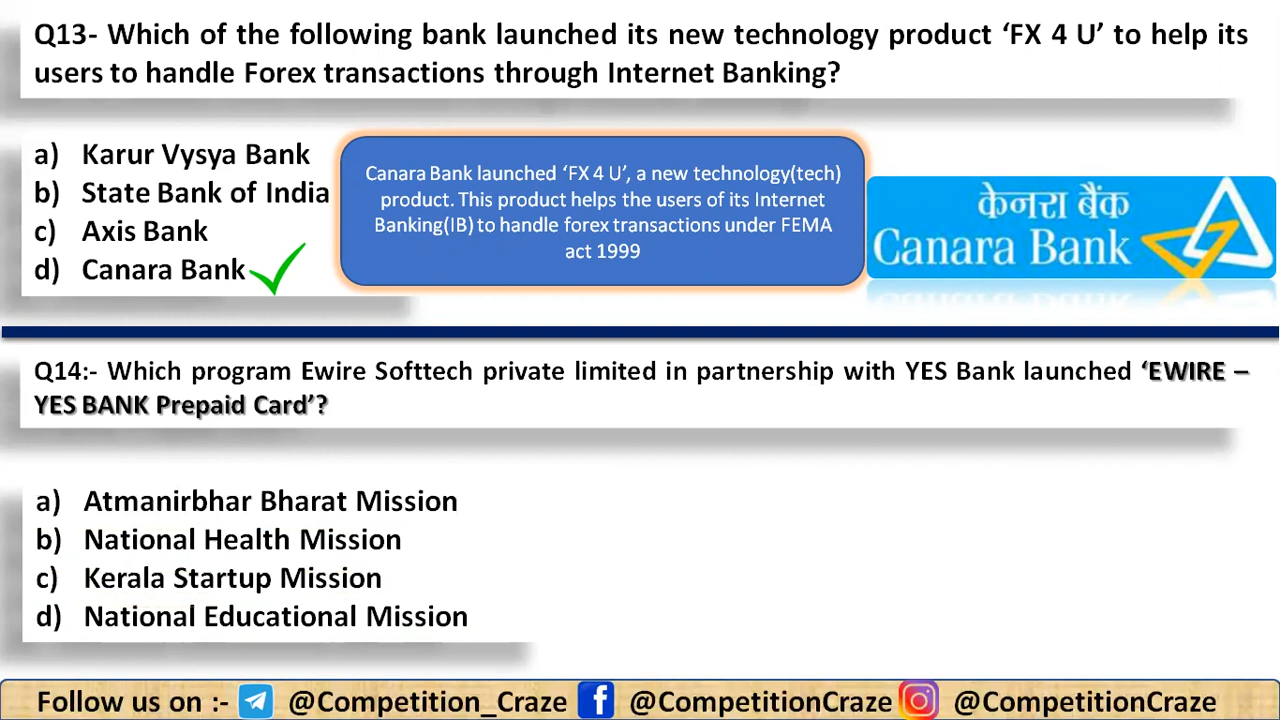 Q13- Which of the following bank launched its new technology product ‘FX 4 U’ to help its
users to handle Forex transactions through Internet Banking?
a) Karur Vysya Bank
b) State Bank of India
c) Axis Bank
d) Canara Bank
Canara Bank launched ‘FX 4 U’, a new technology(tech)
product. This product helps the users of its Internet
Banking(IB) to handle forex transactions under FEMA
act 1999
केनरा बैंक
Canara Bank
Q14:- Which program Ewire Softtech private limited in partnership with YES Bank launched ‘EWIRE –
YES BANK Prepaid Card’?
a) Atmanirbhar Bharat Mission
b) National Health Mission
c) Kerala Startup Mission
d) National Educational Mission
Follow us on :- @Competition_Craze @CompetitionCraze @CompetitionCraze